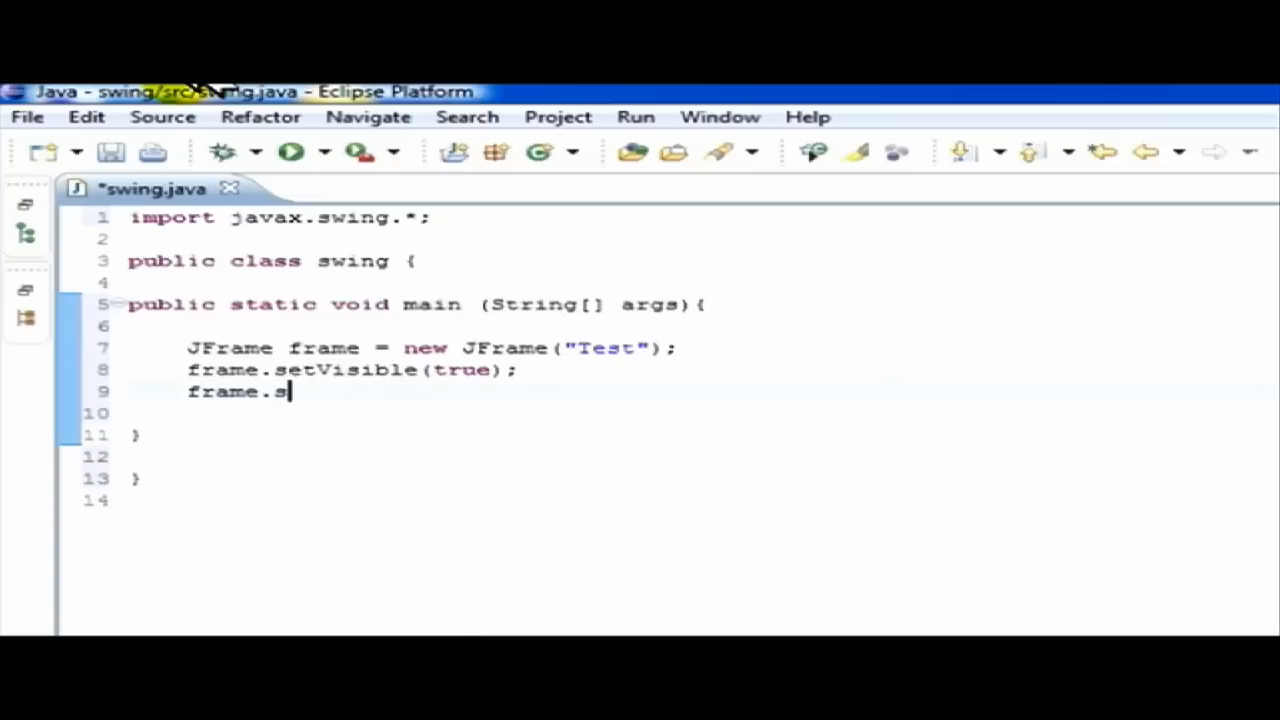 Java - swing/src/swing.java - Eclipse Platform
File Edit Source Refactor Navigate Search Project Run Window Help
*swing.java
1 import javax.swing.*;
2
3 public class swing {
4
5 public static void main (String[] args){
6
7 JFrame frame = new JFrame("Test");
8 frame.setVisible(true);
9 frame.s
10
11 }
12
13 }
14